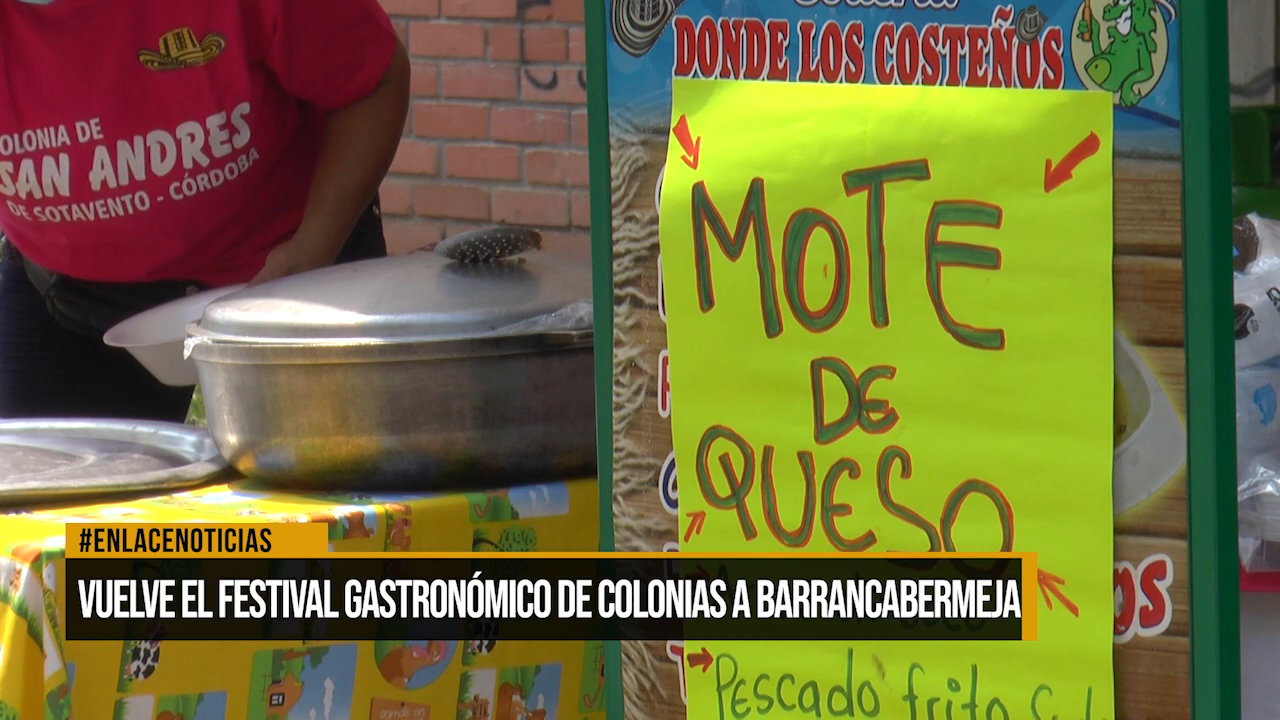 OLONIA DE
SAN ANDRES
DE SOTAVENTO - CÓRDOBA
DONDE LOS COSTEÑOS
MOTE
DE
QUESO
Pescado frito
#ENLACENOTICIAS
VUELVE EL FESTIVAL GASTRONÓMICO DE COLONIAS A BARRANCABERMEJA